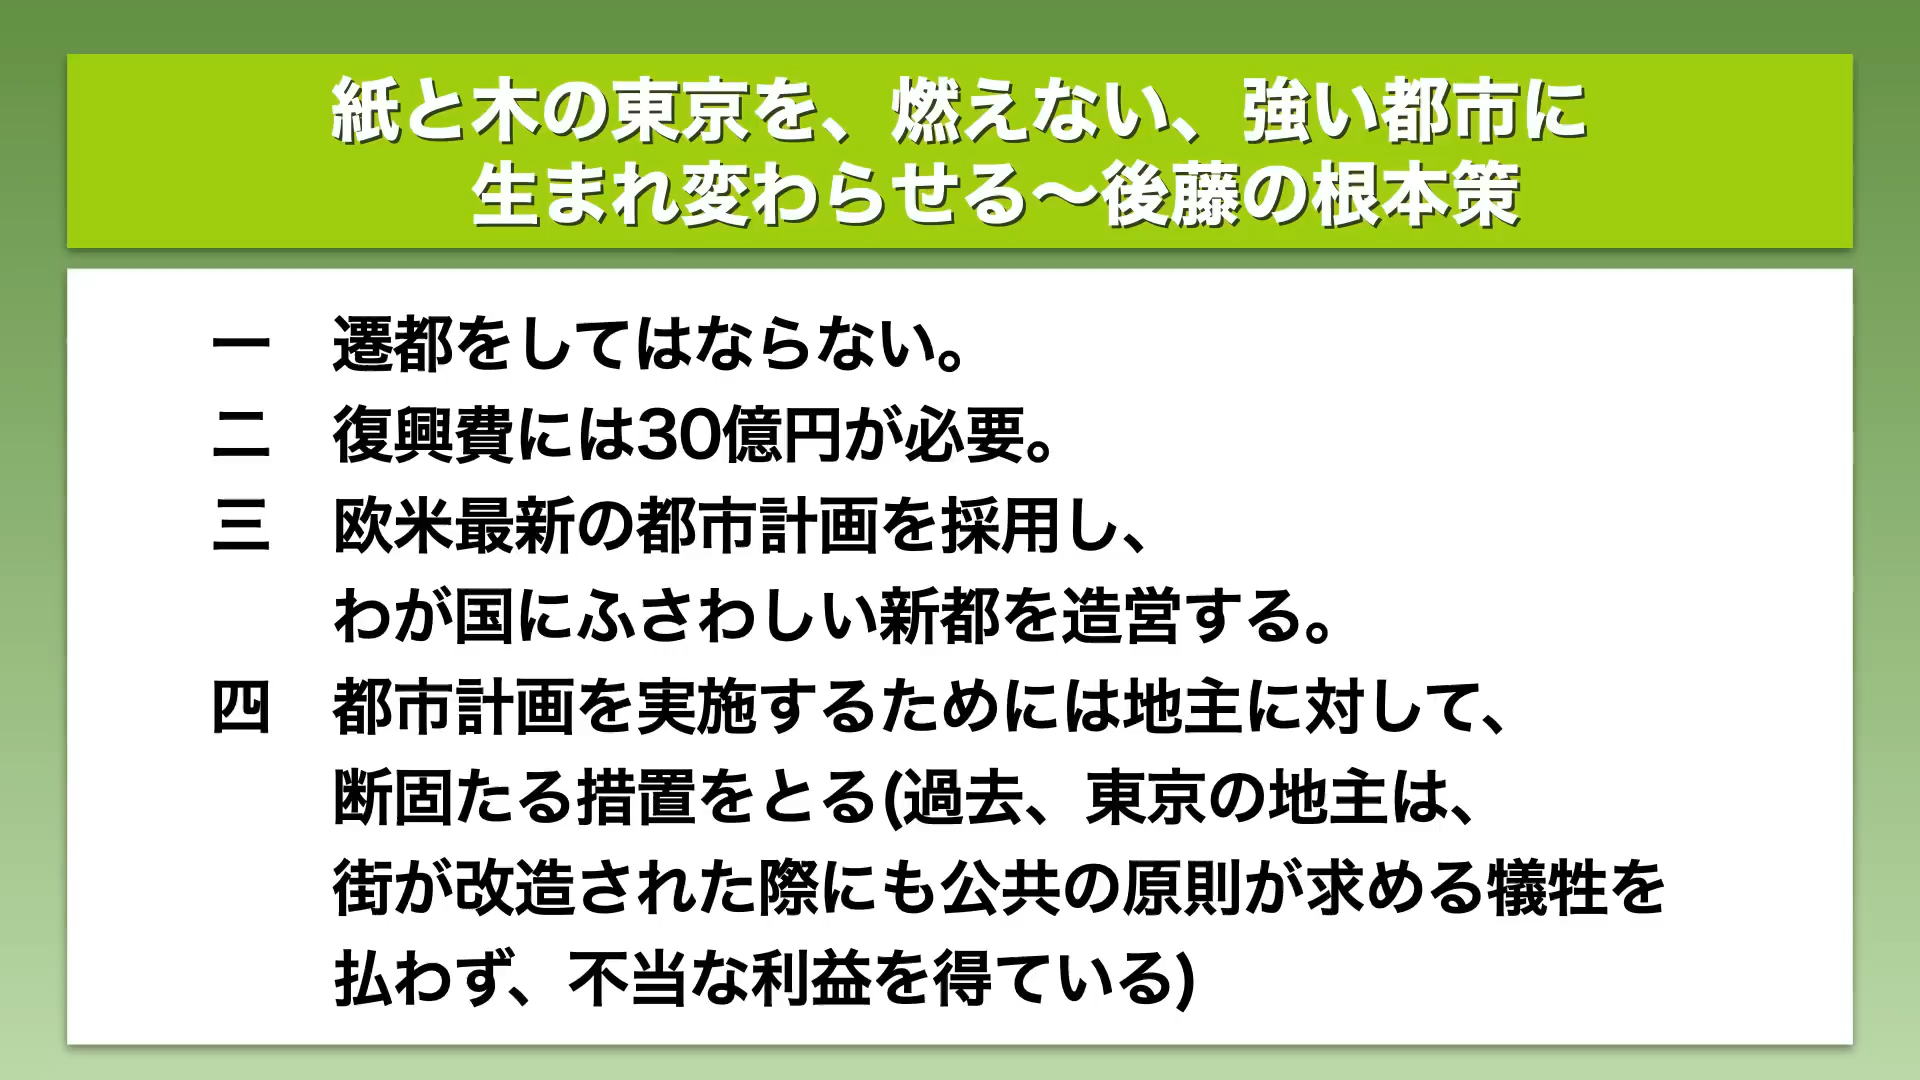 紙と木の東京を、燃えない、強い都市に
生まれ変わらせる～後藤の根本策
一　遷都をしてはならない。
二　復興費には30億円が必要。
三　欧米最新の都市計画を採用し、
わが国にふさわしい新都を造営する。
四　都市計画を実施するためには地主に対して、
断固たる措置をとる(過去、東京の地主は、
街が改造された際にも公共の原則が求める犠牲を
払わず、不当な利益を得ている)